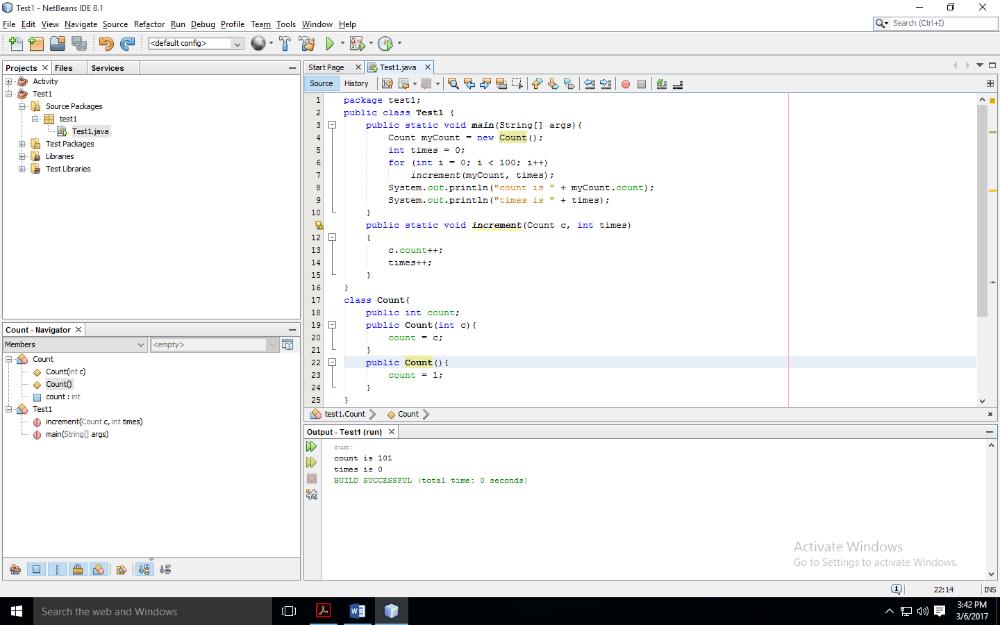 Test1 - NetBeans IDE 8.1
File Edit View Navigate Source Refactor Run Debug Profile Team Tools Window Help
Search (Ctrl+I)
<default config>
Projects Files Services
Activity
Test1
Source Packages
test1
Test1.java
Test Packages
Libraries
Test Libraries
Count - Navigator
Members <empty>
Count
Count(int c)
Count()
count : int
Test1
increment(Count c, int times)
main(String[] args)
Start Page Test1.java
Source History
1 package test1;
2 public class Test1 {
3 public static void main(String[] args){
4 Count myCount = new Count();
5 int times = 0;
6 for (int i = 0; i < 100; i++)
7 increment(myCount, times);
8 System.out.println("count is " + myCount.count);
9 System.out.println("times is " + times);
10 }
public static void increment(Count c, int times)
12 {
13 c.count++;
14 times++;
15 }
16 }
17 class Count{
18 public int count;
19 public Count(int c){
20 count = c;
21 }
22 public Count(){
23 count = 1;
24 }
25 }
test1.Count Count
Output - Test1 (run)
run:
count is 101
times is 0
BUILD SUCCESSFUL (total time: 0 seconds)
Activate Windows
Go to Settings to activate Windows.
1 22:14 INS
Search the web and Windows
3:42 PM
3/6/2017